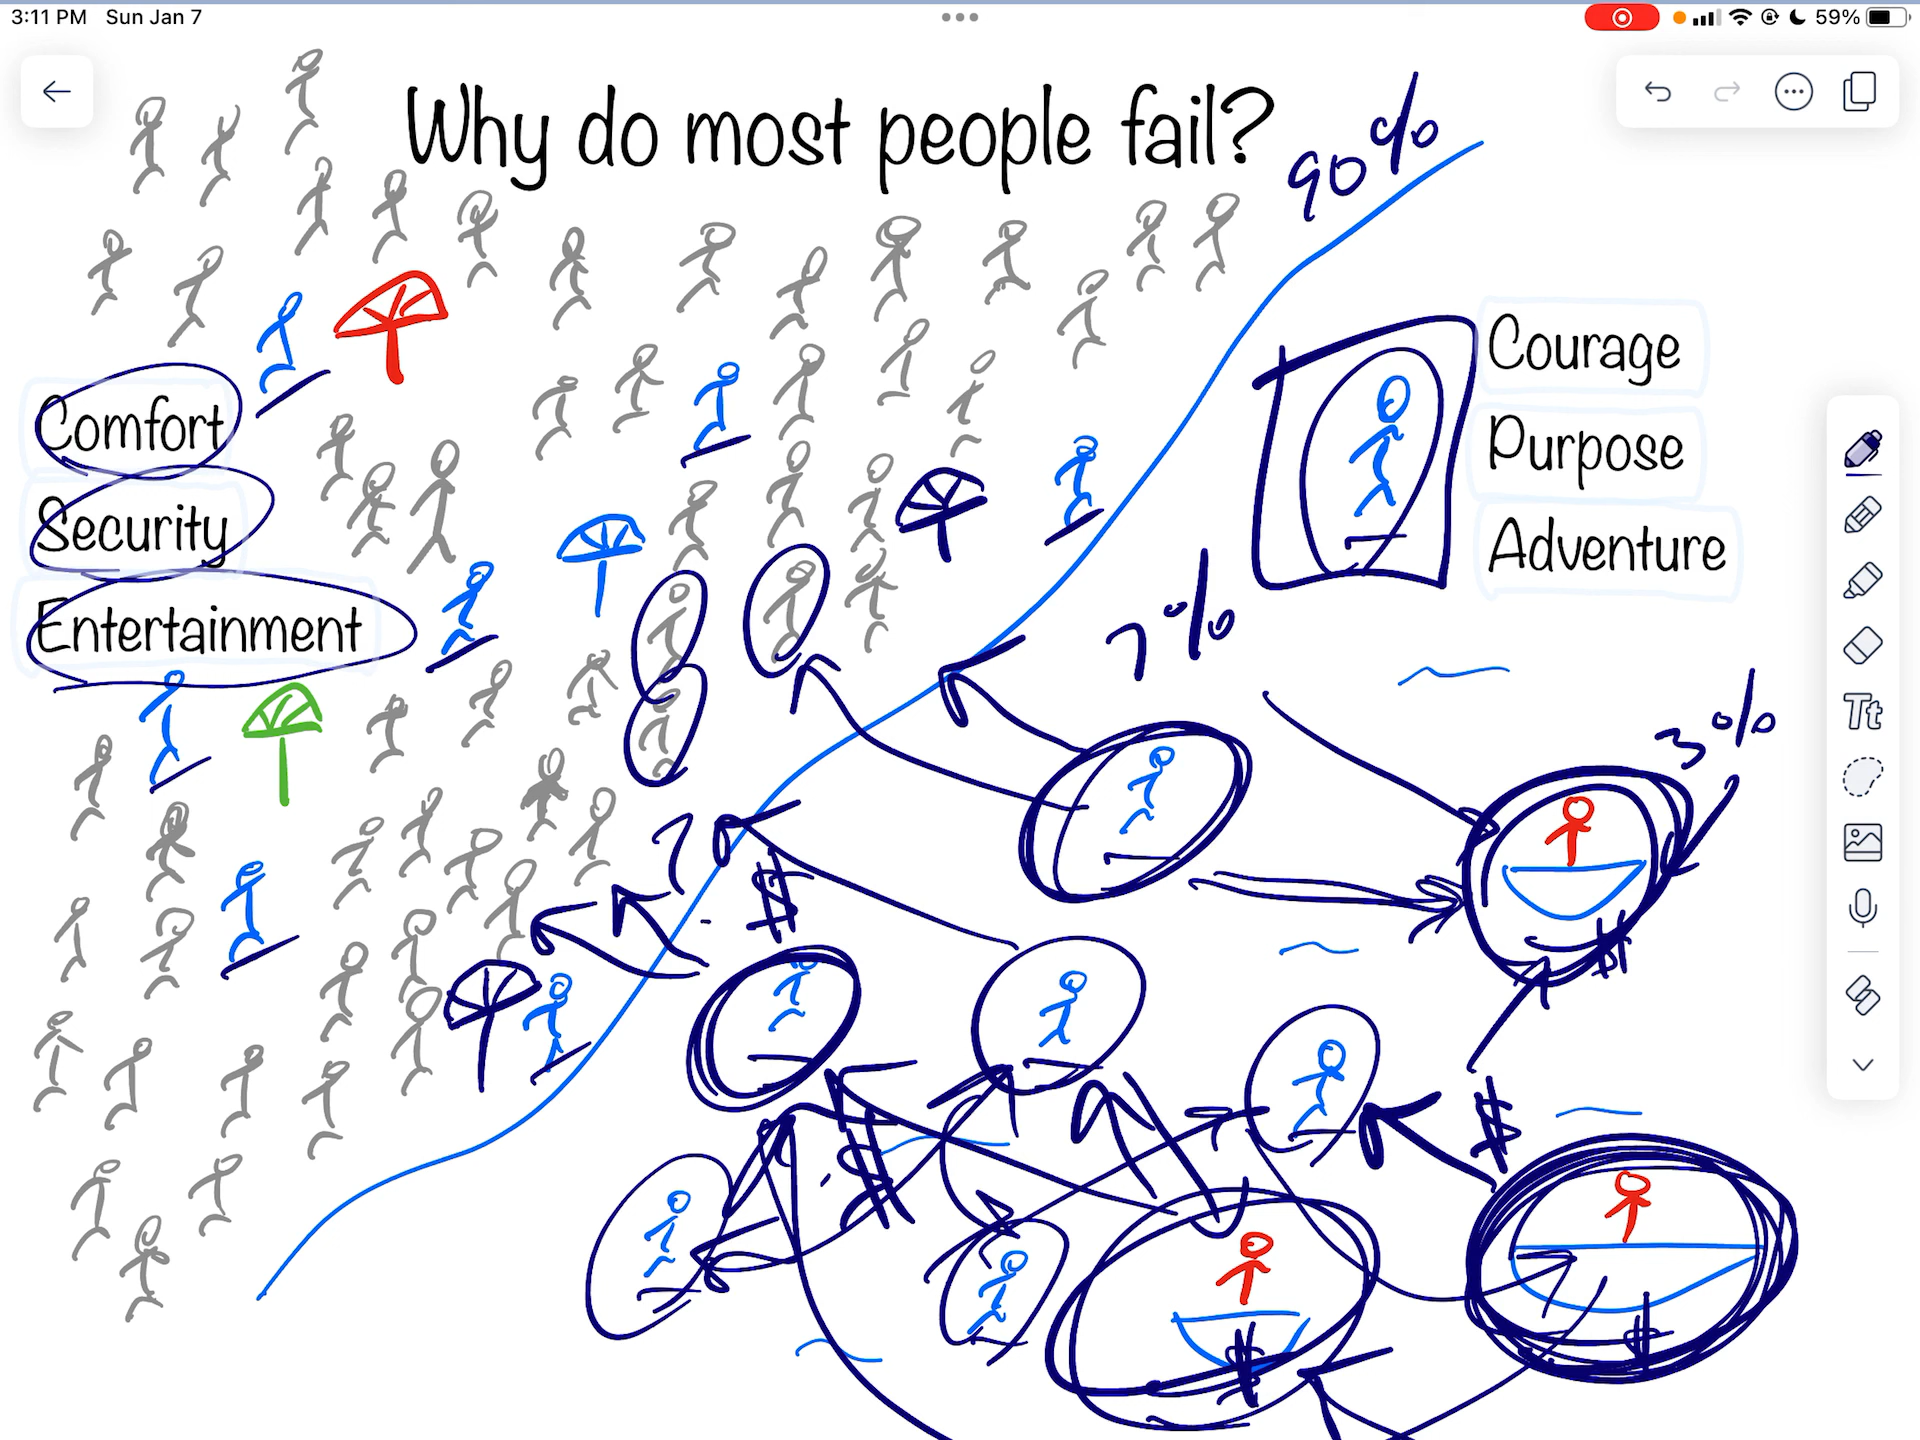 3:11 PM Sun Jan 7
59%
Why do most people fail?
90%
Comfort
Security
Entertainment
Courage
Purpose
Adventure
7%
3%
?
$
$
$
$
$
$
Tt